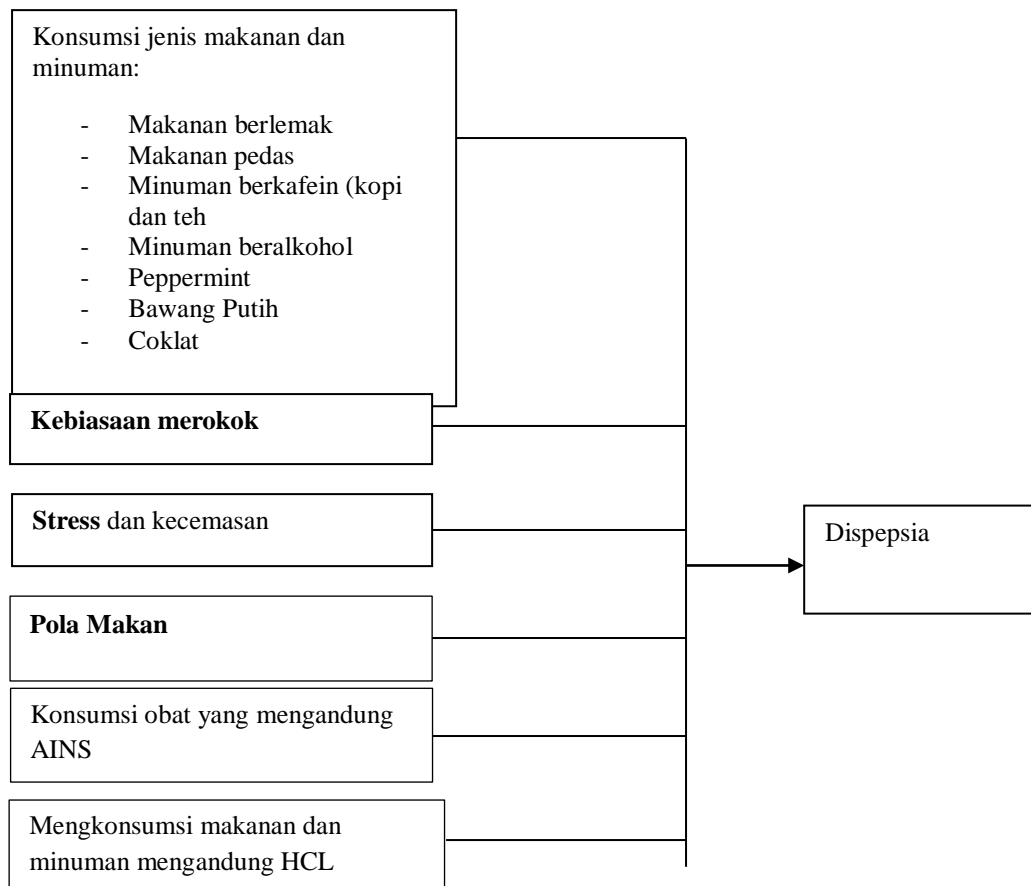 Konsumsi jenis makanan dan
minuman:
- Makanan berlemak
- Makanan pedas
- Minuman berkafein (kopi
dan teh
- Minuman beralkohol
- Peppermint
- Bawang Putih
- Coklat
Kebiasaan merokok
Stress dan kecemasan
Pola Makan
Konsumsi obat yang mengandung
AINS
Mengkonsumsi makanan dan
minuman mengandung HCL
Dispepsia